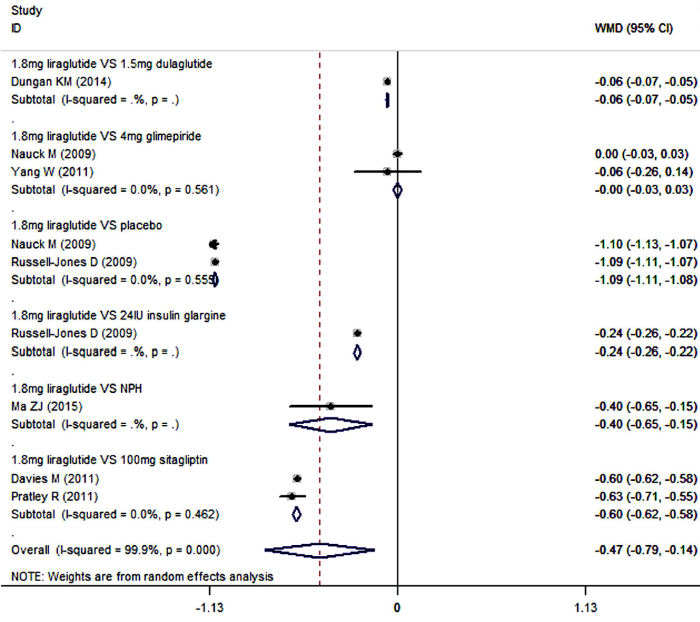 Study
ID WMD (95% CI)
1.8mg liraglutide VS 1.5mg dulaglutide
Dungan KM (2014) -0.06 (-0.07, -0.05)
Subtotal (I-squared = .%, p = .) -0.06 (-0.07, -0.05)
.
1.8mg liraglutide VS 4mg glimepiride
Nauck M (2009) 0.00 (-0.03, 0.03)
Yang W (2011) -0.06 (-0.26, 0.14)
Subtotal (I-squared = 0.0%, p = 0.561) -0.00 (-0.03, 0.03)
.
1.8mg liraglutide VS placebo
Nauck M (2009) -1.10 (-1.13, -1.07)
Russell-Jones D (2009) -1.09 (-1.11, -1.07)
Subtotal (I-squared = 0.0%, p = 0.555) -1.09 (-1.11, -1.08)
.
1.8mg liraglutide VS 24IU insulin glargine
Russell-Jones D (2009) -0.24 (-0.26, -0.22)
Subtotal (I-squared = .%, p = .) -0.24 (-0.26, -0.22)
.
1.8mg liraglutide VS NPH
Ma ZJ (2015) -0.40 (-0.65, -0.15)
Subtotal (I-squared = .%, p = .) -0.40 (-0.65, -0.15)
.
1.8mg liraglutide VS 100mg sitagliptin
Davies M (2011) -0.60 (-0.62, -0.58)
Pratley R (2011) -0.63 (-0.71, -0.55)
Subtotal (I-squared = 0.0%, p = 0.462) -0.60 (-0.62, -0.58)
.
Overall (I-squared = 99.9%, p = 0.000) -0.47 (-0.79, -0.14)
NOTE: Weights are from random effects analysis
-1.13 0 1.13